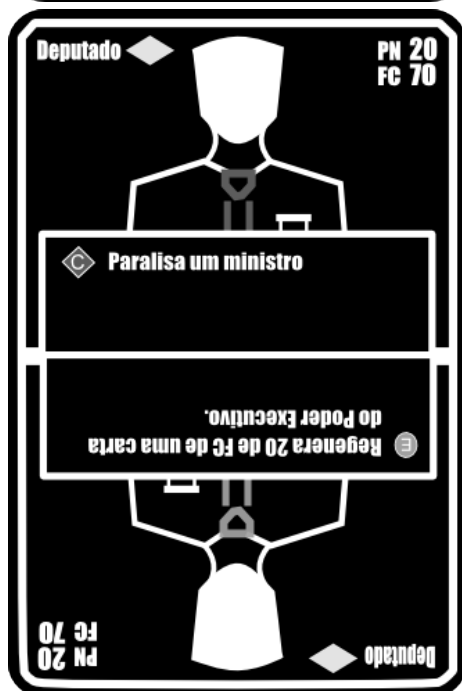 Deputado
PN 20
FC 70
C Paralisa um ministro
E Regenera 20 de FC de uma carta
do Poder Executivo.
Deputado
PN 20
FC 70